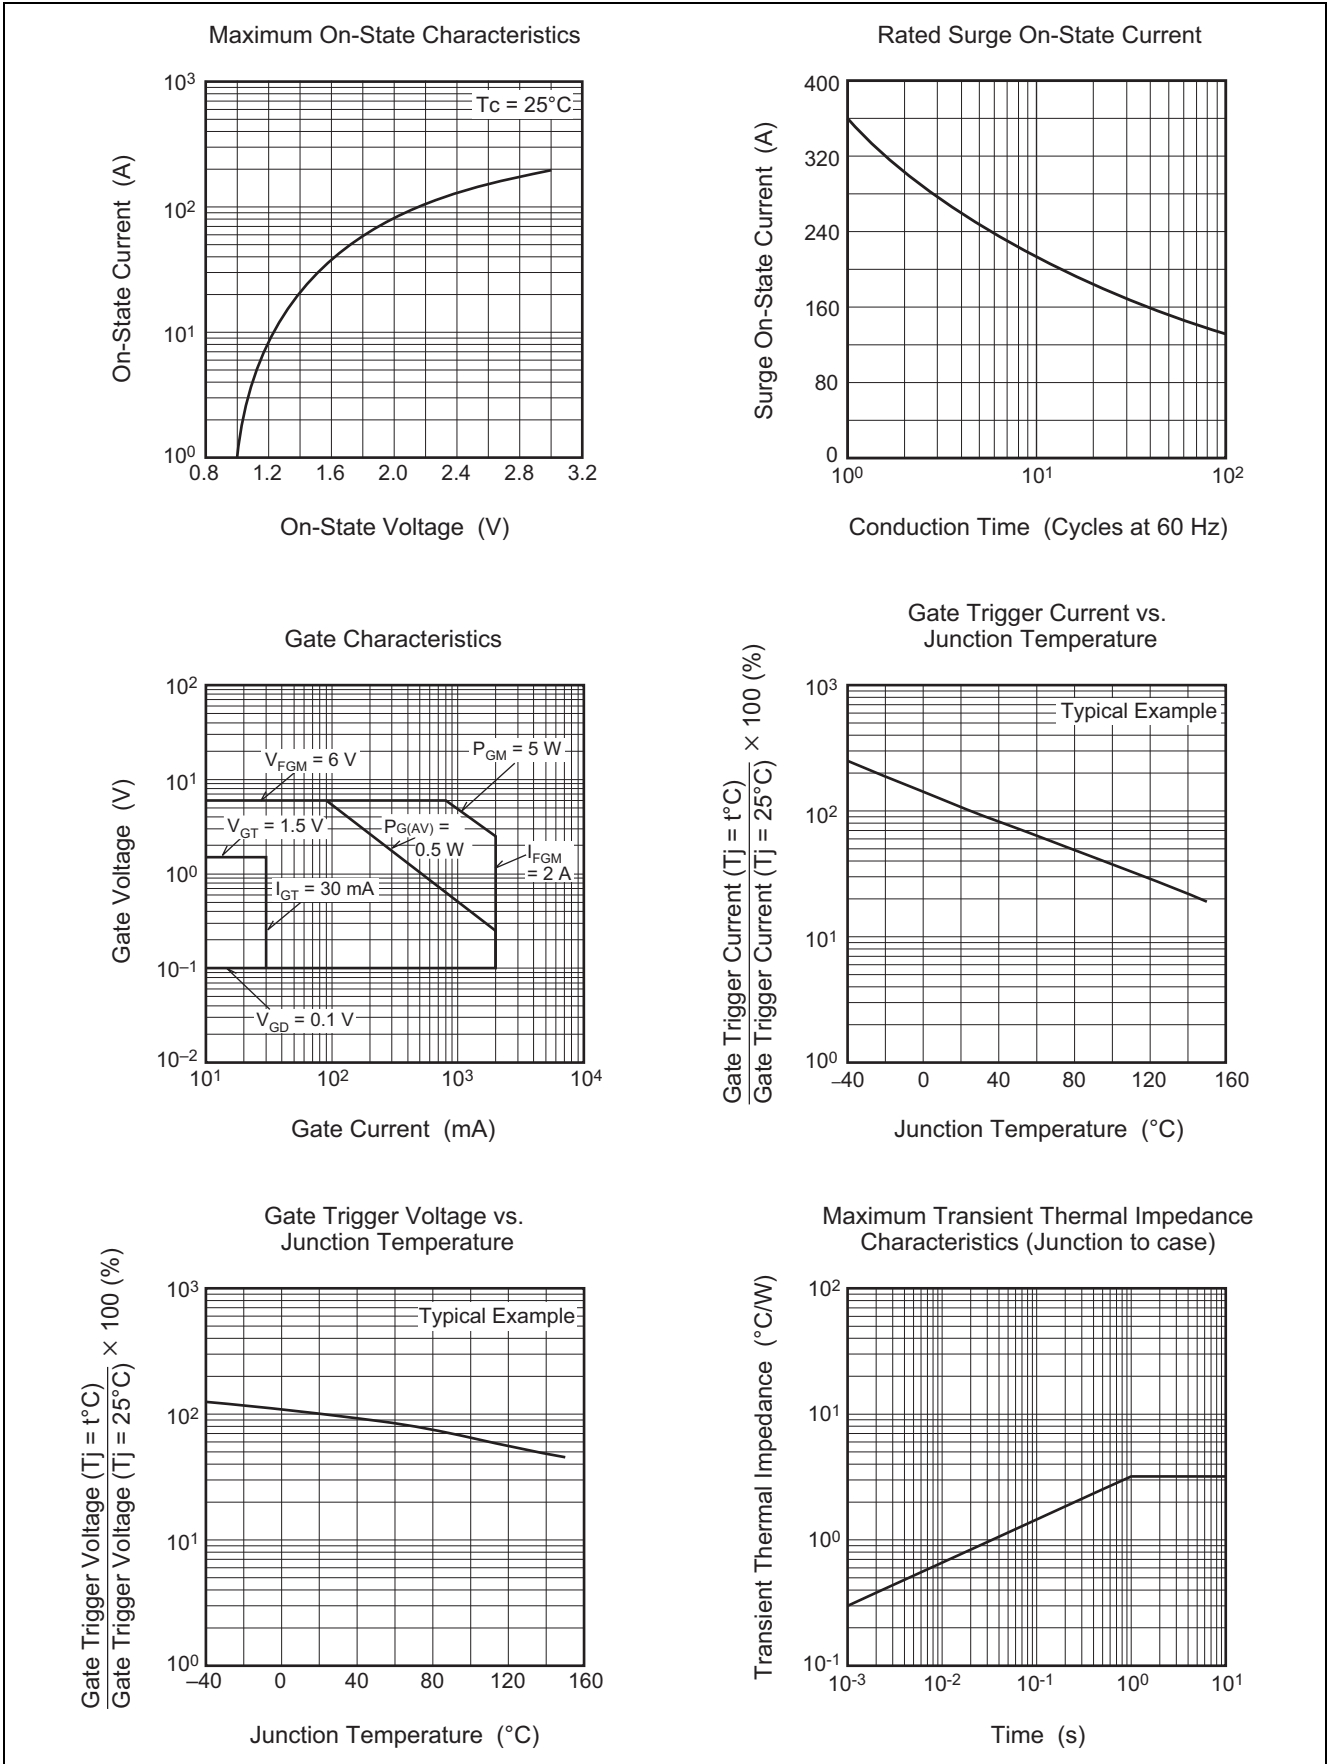 Maximum On-State Characteristics
10³
10²
10¹
10⁰
On-State Current (A)
Tc = 25°C
0.8 1.2 1.6 2.0 2.4 2.8 3.2
On-State Voltage (V)
Rated Surge On-State Current
400
320
240
160
80
0
Surge On-State Current (A)
10⁰ 10¹ 10²
Conduction Time (Cycles at 60 Hz)
Gate Characteristics
10²
10¹
10⁰
10–¹
10–²
Gate Voltage (V)
V_FGM = 6 V
P_GM = 5 W
V_GT = 1.5 V
P_G(AV) =
0.5 W
I_FGM
= 2 A
I_GT = 30 mA
V_GD = 0.1 V
10¹ 10² 10³ 10⁴
Gate Current (mA)
Gate Trigger Current vs.
Junction Temperature
Gate Trigger Current (Tj = t°C)
Gate Trigger Current (Tj = 25°C)
× 100 (%)
10³
10²
10¹
10⁰
Typical Example
–40 0 40 80 120 160
Junction Temperature (°C)
Gate Trigger Voltage vs.
Junction Temperature
Gate Trigger Voltage (Tj = t°C)
Gate Trigger Voltage (Tj = 25°C)
× 100 (%)
10³
10²
10¹
10⁰
Typical Example
–40 0 40 80 120 160
Junction Temperature (°C)
Maximum Transient Thermal Impedance
Characteristics (Junction to case)
Transient Thermal Impedance (°C/W)
10²
10¹
10⁰
10-¹
10-³ 10-² 10-¹ 10⁰ 10¹
Time (s)